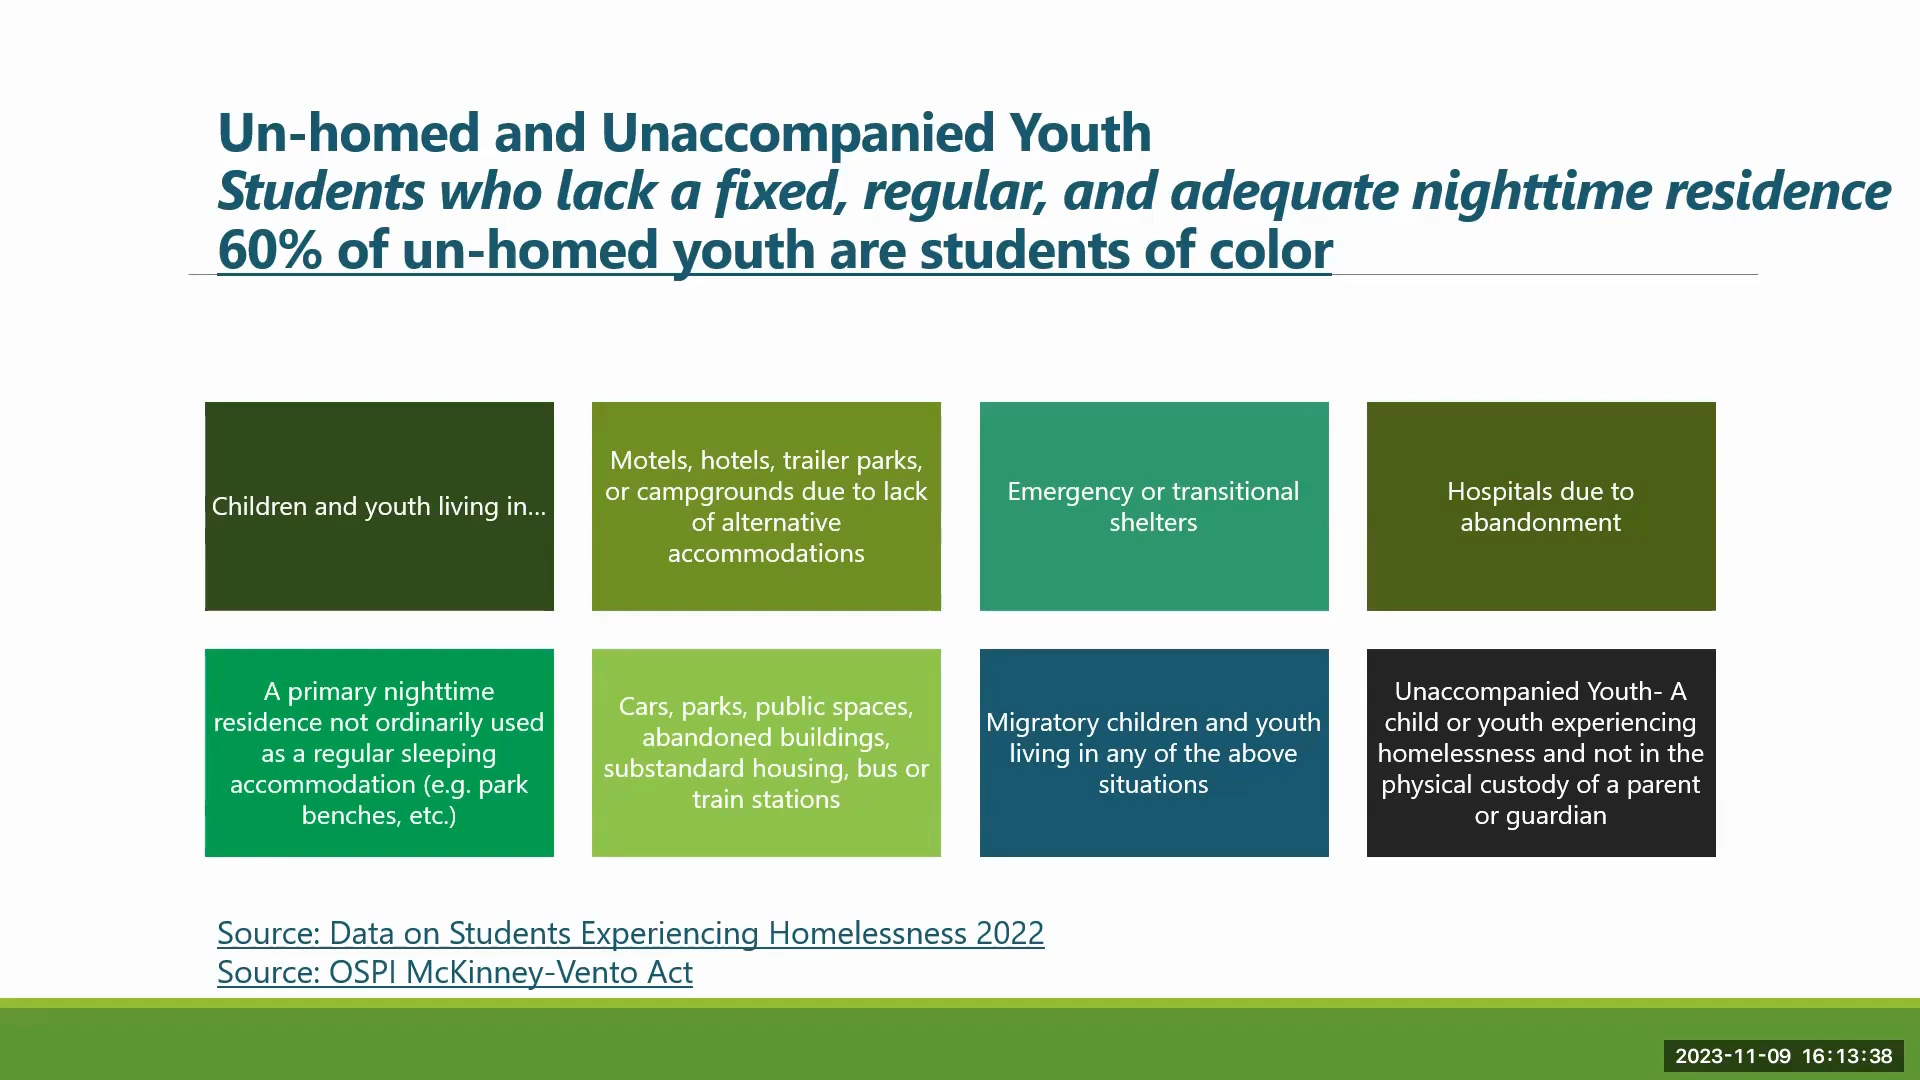 Un-homed and Unaccompanied Youth
Students who lack a fixed, regular, and adequate nighttime residence
60% of un-homed youth are students of color
Children and youth living in...
Motels, hotels, trailer parks,
or campgrounds due to lack
of alternative
accommodations
Emergency or transitional
shelters
Hospitals due to
abandonment
A primary nighttime
residence not ordinarily used
as a regular sleeping
accommodation (e.g. park
benches, etc.)
Cars, parks, public spaces,
abandoned buildings,
substandard housing, bus or
train stations
Migratory children and youth
living in any of the above
situations
Unaccompanied Youth- A
child or youth experiencing
homelessness and not in the
physical custody of a parent
or guardian
Source: Data on Students Experiencing Homelessness 2022
Source: OSPI McKinney-Vento Act
2023-11-09 16:13:38